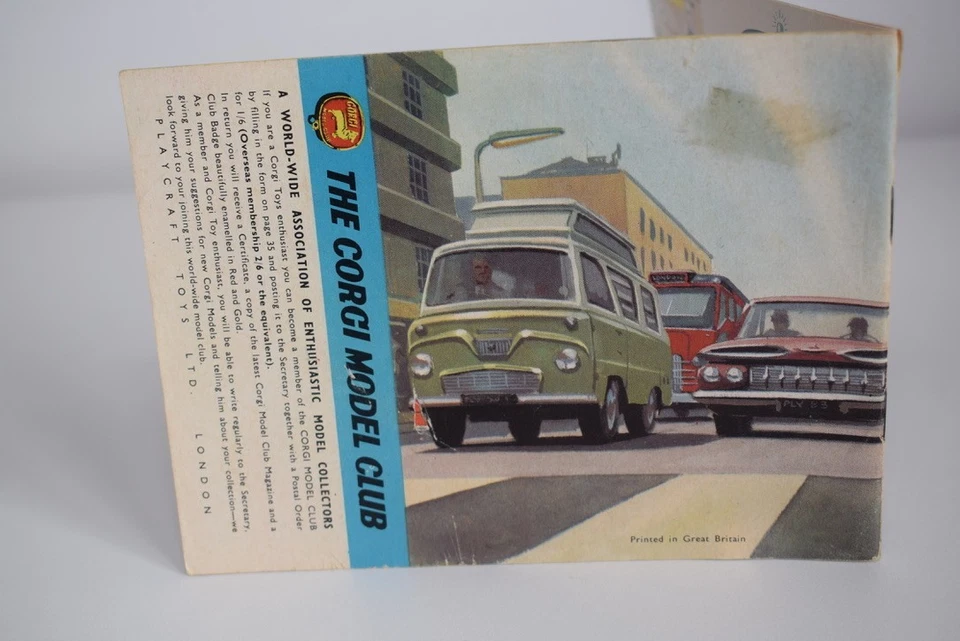 CORGI
THE CORGI MODEL CLUB
A WORLD-WIDE ASSOCIATION OF ENTHUSIASTIC MODEL COLLECTORS
If you are a Corgi Toys enthusiast you can become a member of the CORGI MODEL CLUB
by filling in the form on page 35 and posting it to the Secretary together with a Postal Order
for 1/6 (Overseas membership 2/6 or the equivalent).
In return you will receive a Certificate, a copy of the latest Corgi Model Club Magazine and a
Club Badge beautifully enamelled in Red and Gold.
As a member and Corgi Toy enthusiast, you will be able to write regularly to the Secretary,
giving him your suggestions for new Corgi Models and telling him about your collection—we
look forward to your joining this world-wide model club.
PLAYCRAFT TOYS LTD. LONDON
Printed in Great Britain